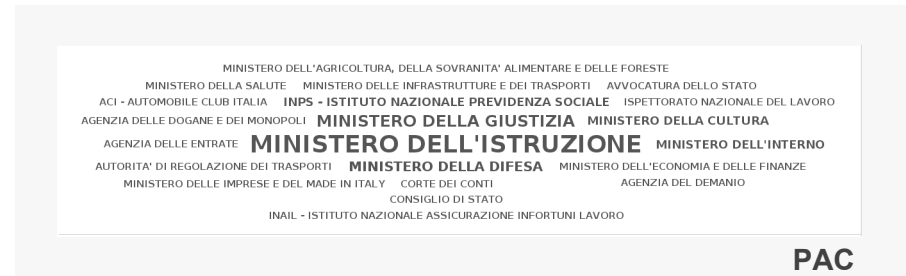 MINISTERO DELL'AGRICOLTURA, DELLA SOVRANITA' ALIMENTARE E DELLE FORESTE
MINISTERO DELLA SALUTE MINISTERO DELLE INFRASTRUTTURE E DEI TRASPORTI AVVOCATURA DELLO STATO
ACI - AUTOMOBILE CLUB ITALIA INPS - ISTITUTO NAZIONALE PREVIDENZA SOCIALE ISPETTORATO NAZIONALE DEL LAVORO
AGENZIA DELLE DOGANE E DEI MONOPOLI MINISTERO DELLA GIUSTIZIA MINISTERO DELLA CULTURA
AGENZIA DELLE ENTRATE MINISTERO DELL'ISTRUZIONE MINISTERO DELL'INTERNO
AUTORITA' DI REGOLAZIONE DEI TRASPORTI MINISTERO DELLA DIFESA MINISTERO DELL'ECONOMIA E DELLE FINANZE
MINISTERO DELLE IMPRESE E DEL MADE IN ITALY CORTE DEI CONTI AGENZIA DEL DEMANIO
CONSIGLIO DI STATO
INAIL - ISTITUTO NAZIONALE ASSICURAZIONE INFORTUNI LAVORO
PAC